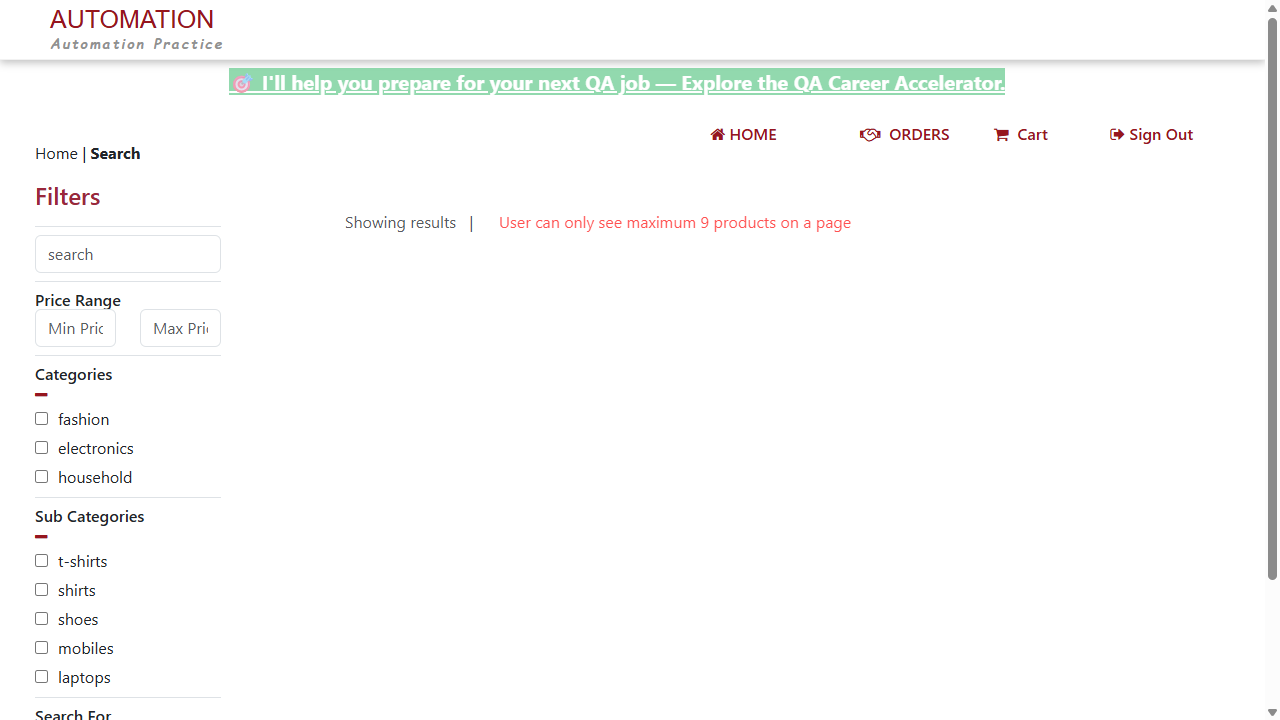 AUTOMATION
Automation Practice
🎯 I'll help you prepare for your next QA job — Explore the QA Career Accelerator.
HOME ORDERS Cart Sign Out
Home | Search
Filters
Showing results | User can only see maximum 9 products on a page
search
Price Range
Min Pric Max Pri
Categories
fashion
electronics
household
Sub Categories
t-shirts
shirts
shoes
mobiles
laptops
Search For